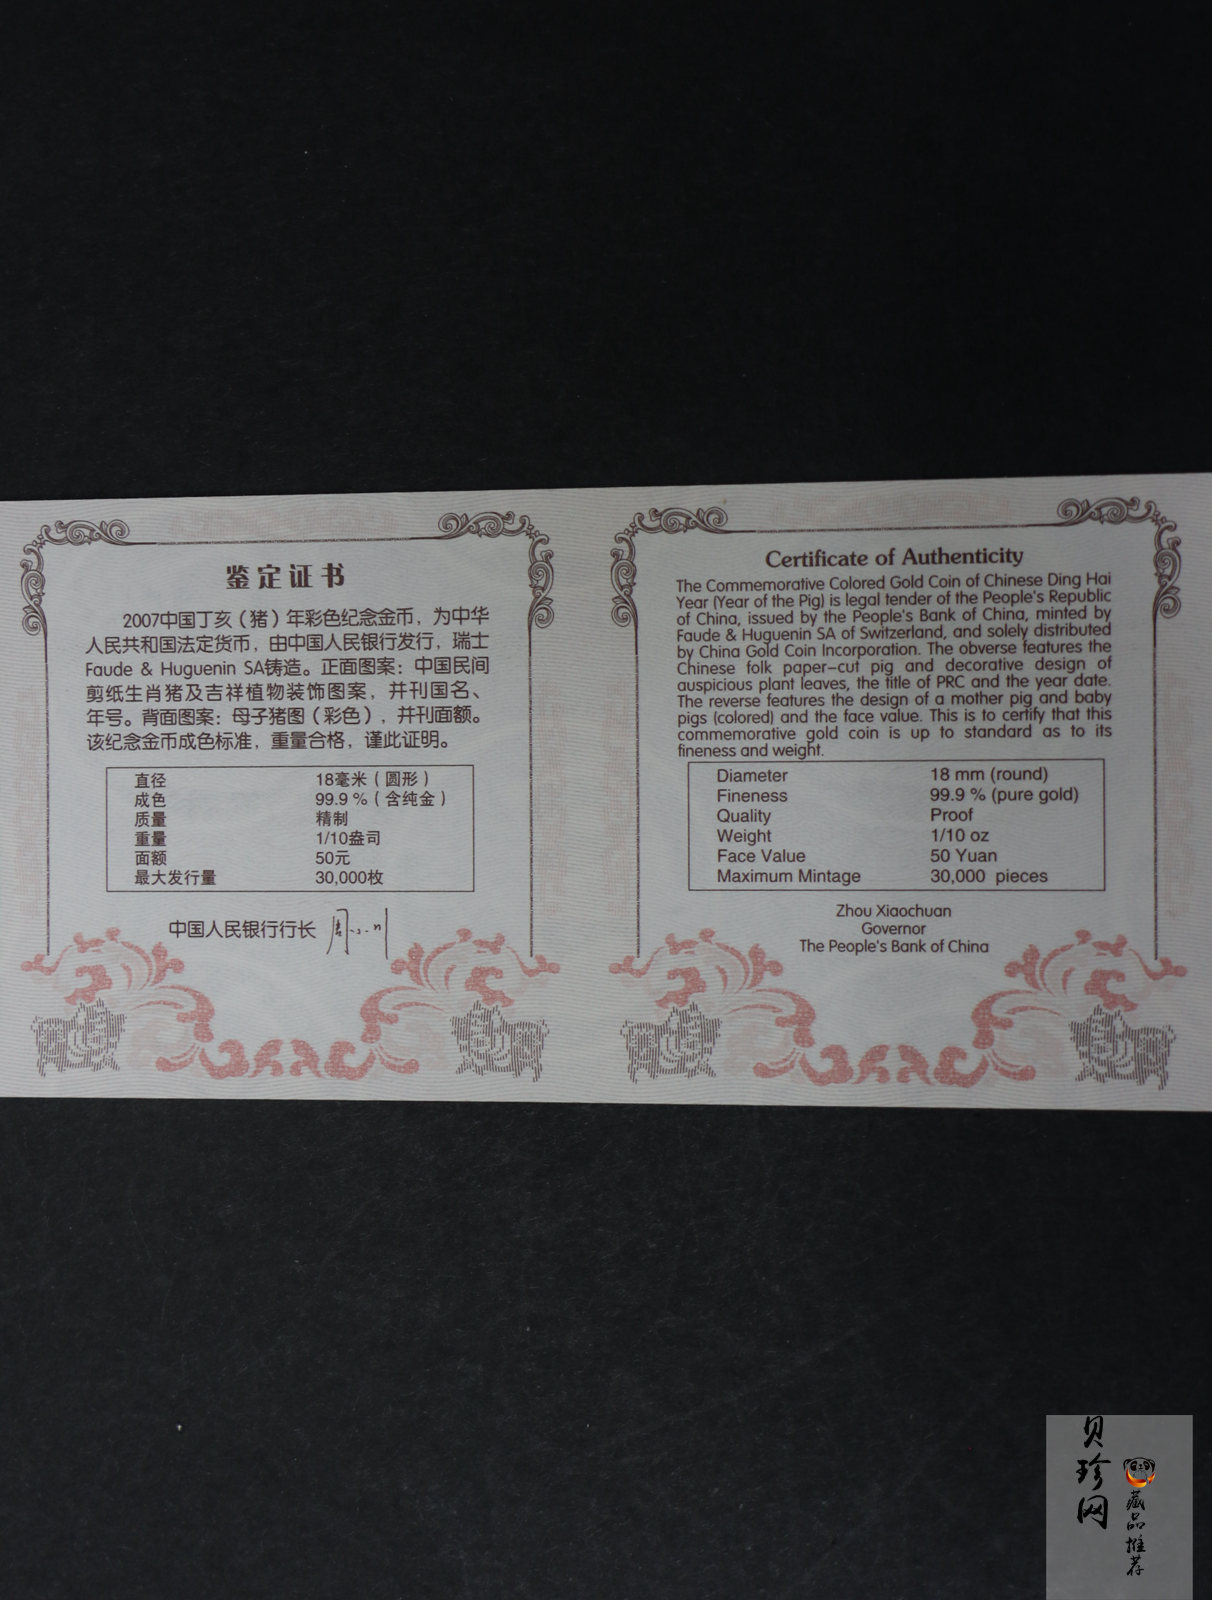 鉴定证书
2007中国丁亥（猪）年彩色纪念金币，为中华
人民共和国法定货币，由中国人民银行发行，瑞士
Faude & Huguenin SA铸造。正面图案：中国民间
剪纸生肖猪及吉祥植物装饰图案，并刊国名、
年号。背面图案：母子猪图（彩色），并刊面额。
该纪念金币成色标准，重量合格，谨此证明。
直径 18毫米（圆形）
成色 99.9 %（含纯金）
质量 精制
重量 1/10盎司
面额 50元
最大发行量 30,000枚
中国人民银行行长
Certificate of Authenticity
The Commemorative Colored Gold Coin of Chinese Ding Hai
Year (Year of the Pig) is legal tender of the People's Republic
of China, issued by the People's Bank of China, minted by
Faude & Huguenin SA of Switzerland, and solely distributed
by China Gold Coin Incorporation. The obverse features the
Chinese folk paper-cut pig and decorative design of
auspicious plant leaves, the title of PRC and the year date.
The reverse features the design of a mother pig and baby
pigs (colored) and the face value. This is to certify that this
commemorative gold coin is up to standard as to its
fineness and weight.
Diameter 18 mm (round)
Fineness 99.9 % (pure gold)
Quality Proof
Weight 1/10 oz
Face Value 50 Yuan
Maximum Mintage 30,000 pieces
Zhou Xiaochuan
Governor
The People's Bank of China
贝珍网
藏品推荐